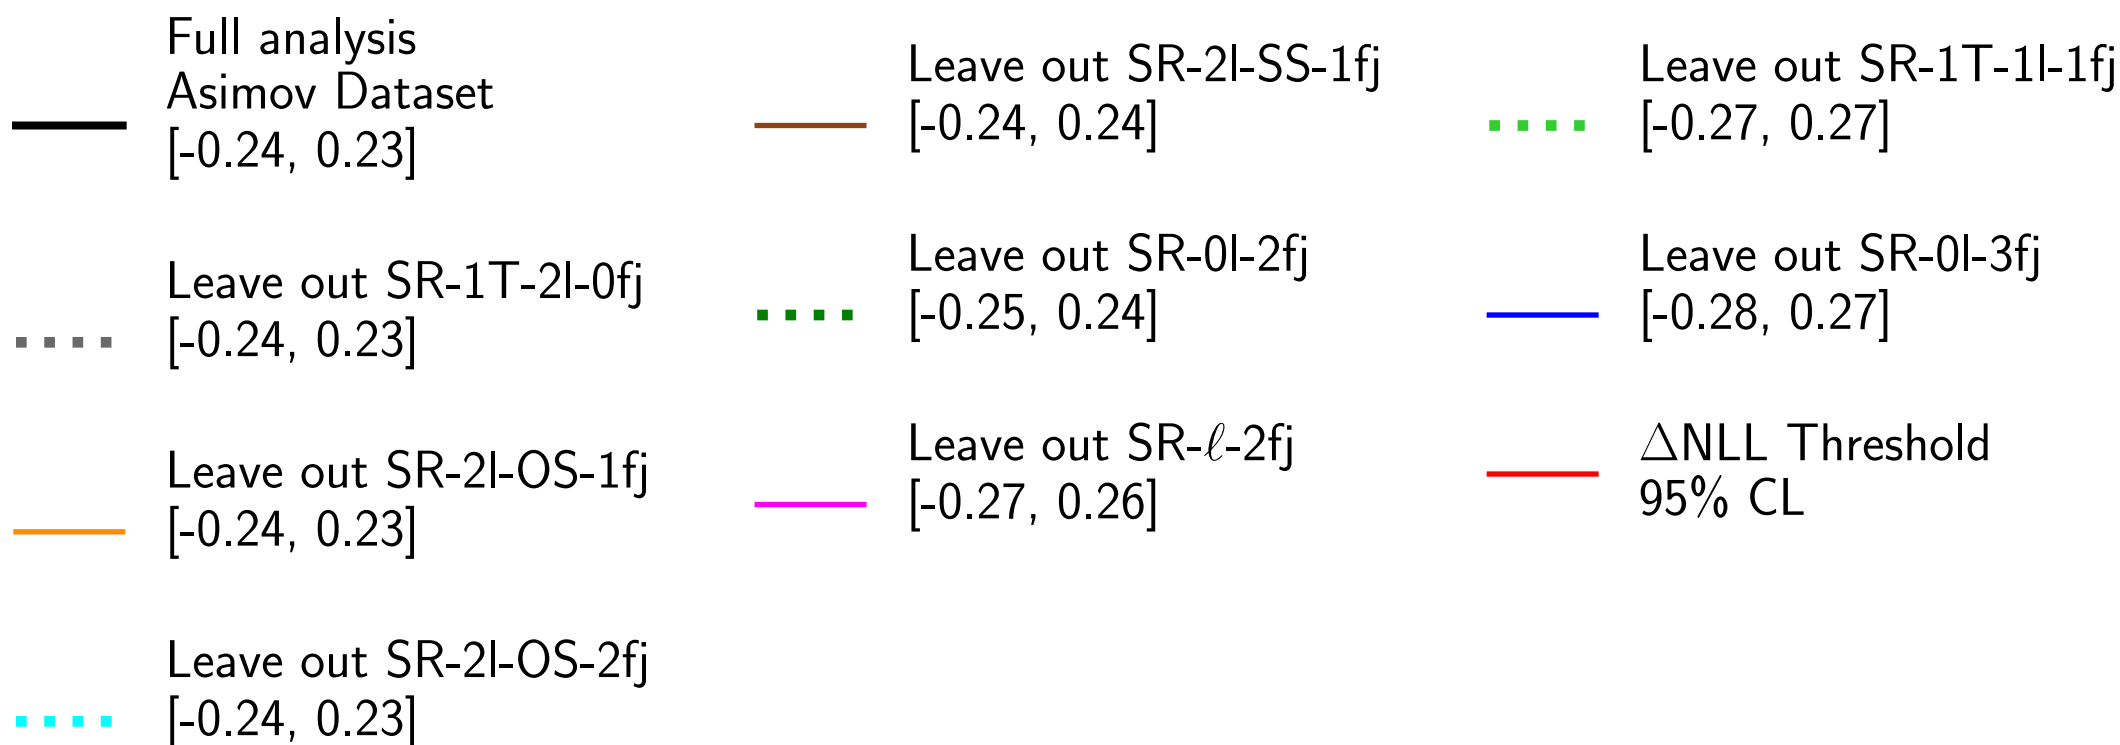 Full analysis
Asimov Dataset
[-0.24, 0.23]
Leave out SR-1T-2l-0fj
[-0.24, 0.23]
Leave out SR-2l-OS-1fj
[-0.24, 0.23]
Leave out SR-2l-OS-2fj
[-0.24, 0.23]
Leave out SR-2l-SS-1fj
[-0.24, 0.24]
Leave out SR-0l-2fj
[-0.25, 0.24]
Leave out SR-ℓ-2fj
[-0.27, 0.26]
Leave out SR-1T-1l-1fj
[-0.27, 0.27]
Leave out SR-0l-3fj
[-0.28, 0.27]
ΔNLL Threshold
95% CL